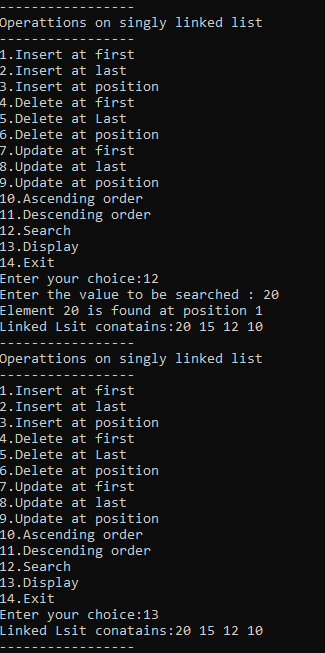 -----------------
Operattions on singly linked list
-----------------
1.Insert at first
2.Insert at last
3.Insert at position
4.Delete at first
5.Delete at Last
6.Delete at position
7.Update at first
8.Update at last
9.Update at position
10.Ascending order
11.Descending order
12.Search
13.Display
14.Exit
Enter your choice:12
Enter the value to be searched : 20
Element 20 is found at position 1
Linked Lsit conatains:20 15 12 10
-----------------
Operattions on singly linked list
-----------------
1.Insert at first
2.Insert at last
3.Insert at position
4.Delete at first
5.Delete at Last
6.Delete at position
7.Update at first
8.Update at last
9.Update at position
10.Ascending order
11.Descending order
12.Search
13.Display
14.Exit
Enter your choice:13
Linked Lsit conatains:20 15 12 10
-----------------